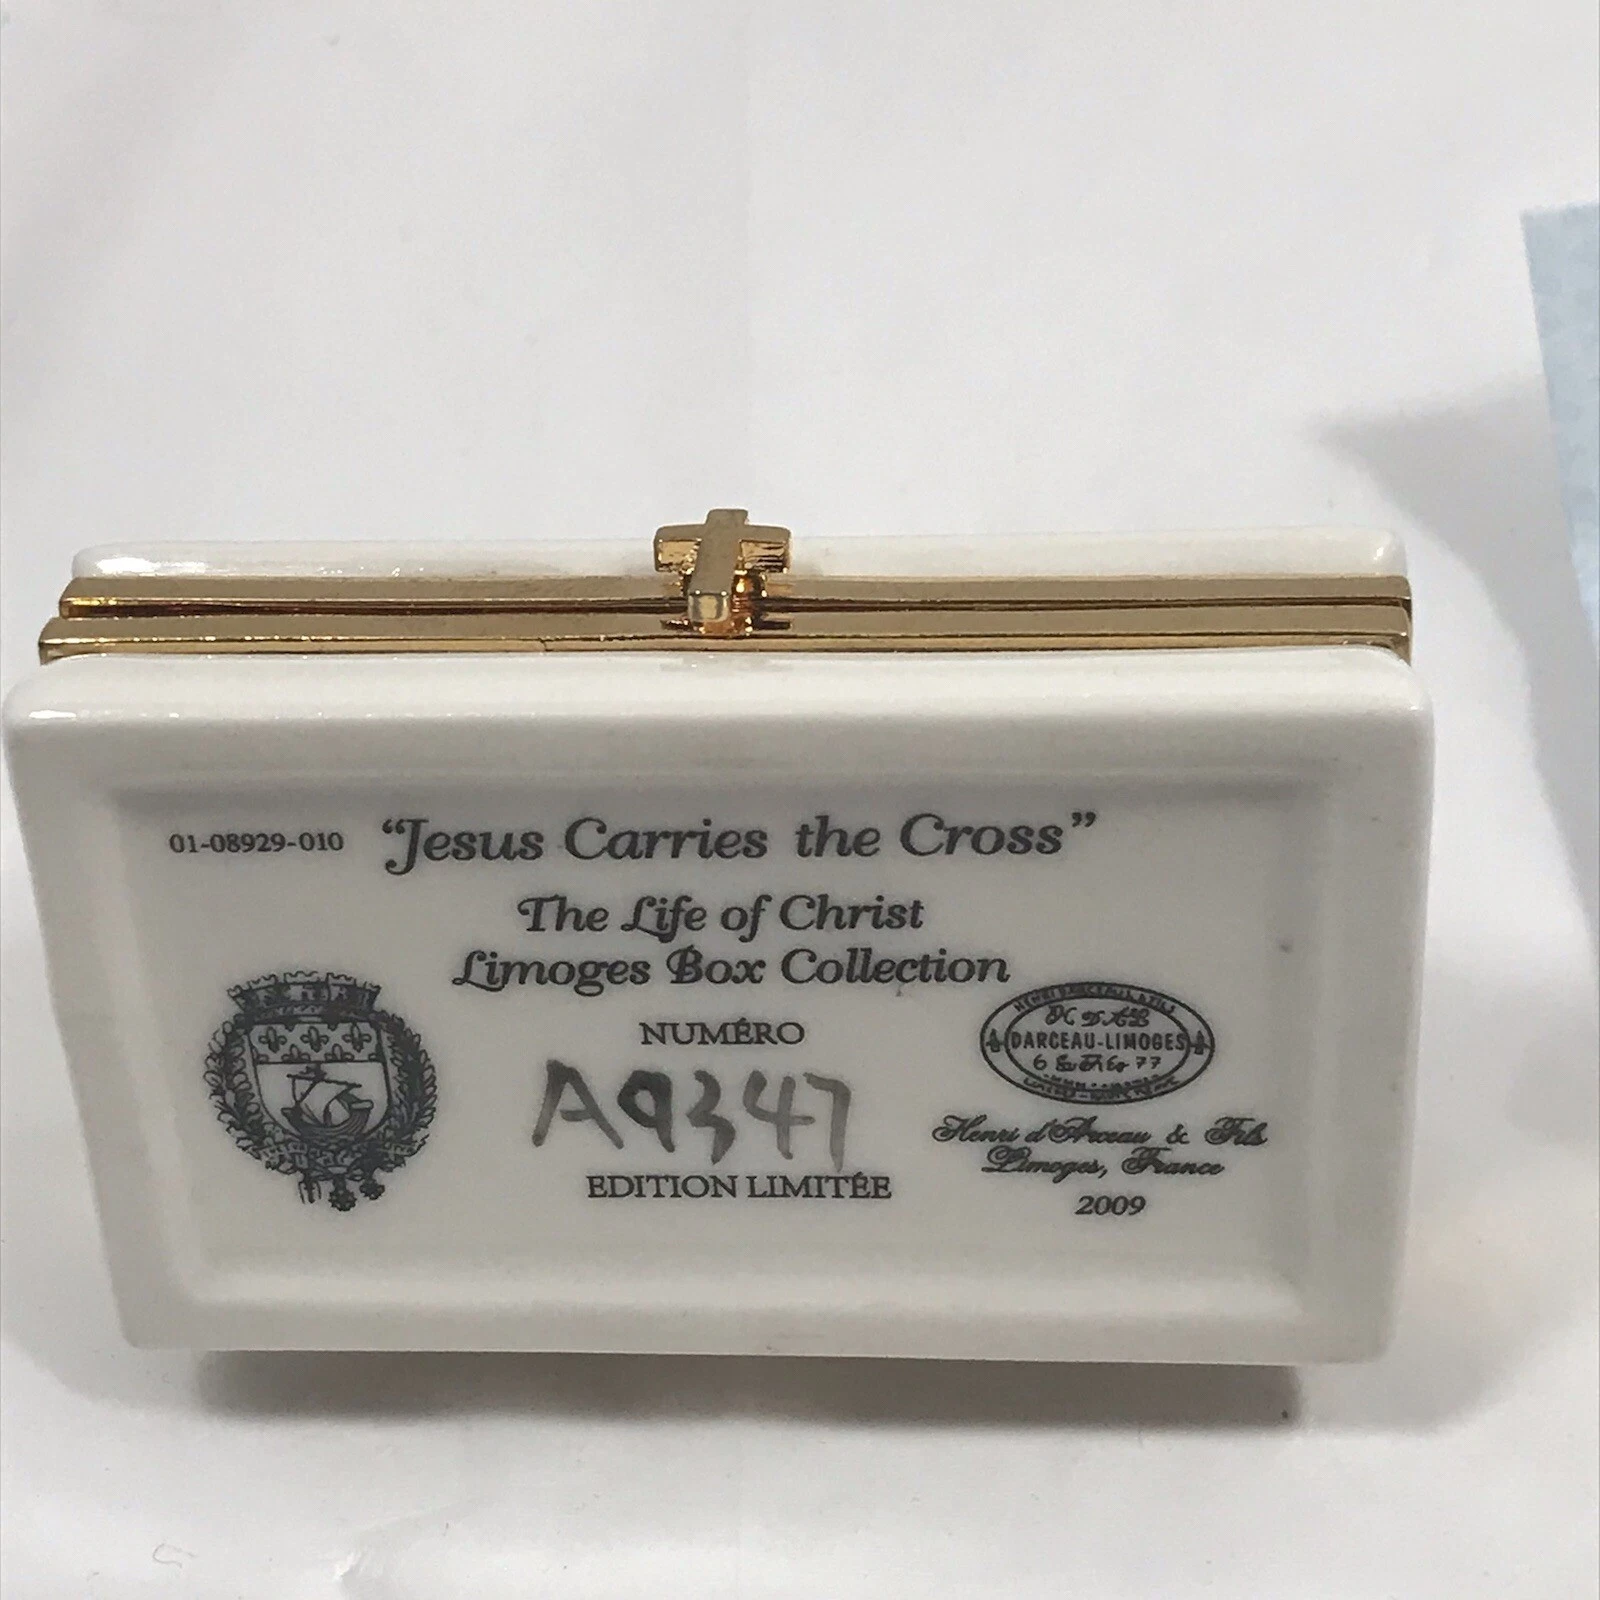 01-08929-010 “Jesus Carries the Cross”
The Life of Christ
Limoges Box Collection
NUMÉRO
A9347
EDITION LIMITÉE
DARCEAU-LIMOGES
Henri d'Arceau & Fils
Limoges, France
2009